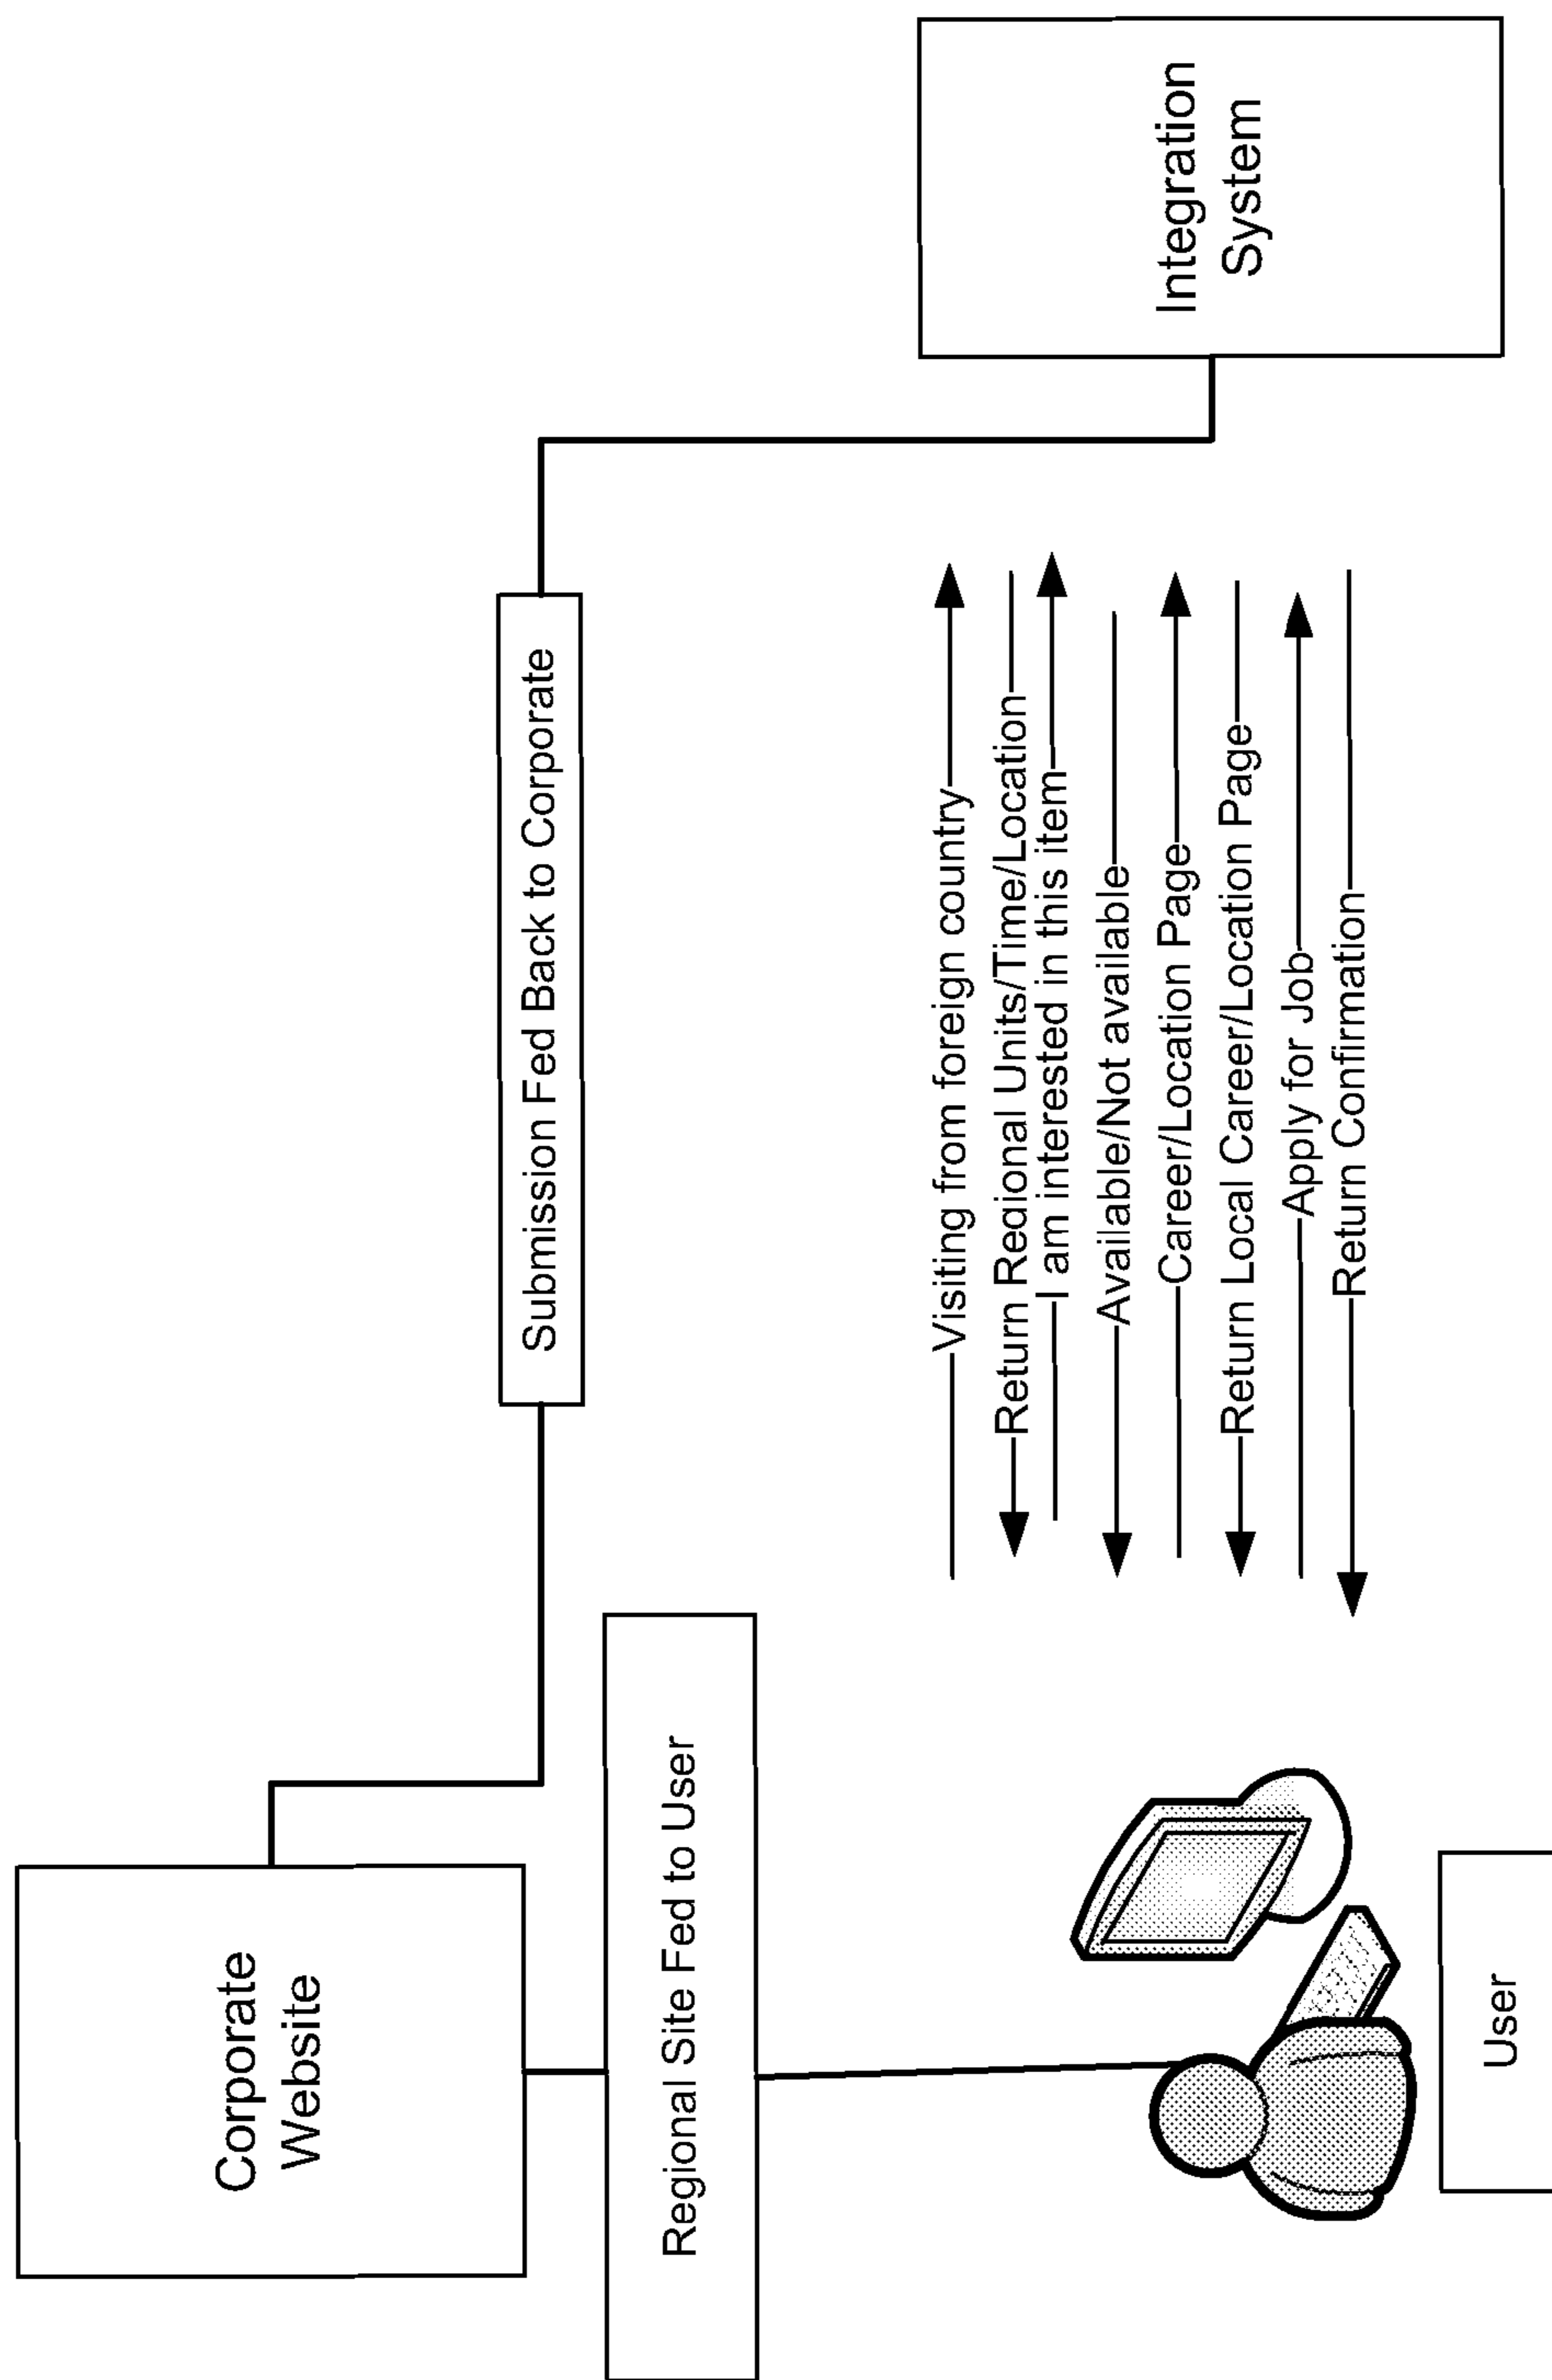 Corporate
Website
Regional Site Fed to User
Submission Fed Back to Corporate
Integration
System
Visiting from foreign country
Return Regional Units/Time/Location
I am interested in this item
Available/Not available
Career/Location Page
Return Local Career/Location Page
Apply for Job
Return Confirmation
User